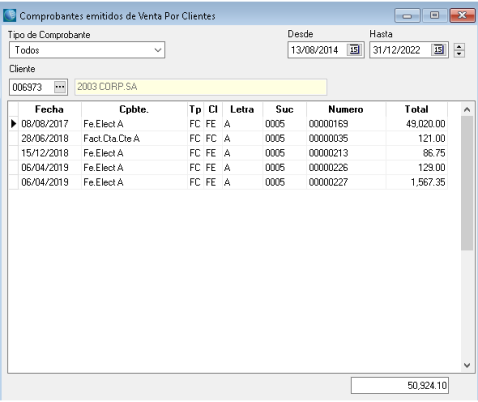 Comprobantes emitidos de Venta Por Clientes
Tipo de Comprobante Desde Hasta
Todos 13/08/2014 15 31/12/2022 15
Cliente
006973 ... 2003 CORP.SA
Fecha Cpbte. Tp Cl Letra Suc Numero Total
08/08/2017 Fe.Elect A FC FE A 0005 00000169 49,020.00
28/06/2018 Fact.Cta.Cte A FC FC A 0005 00000035 121.00
15/12/2018 Fe.Elect A FC FE A 0005 00000213 86.75
06/04/2019 Fe.Elect A FC FE A 0005 00000226 129.00
06/04/2019 Fe.Elect A FC FE A 0005 00000227 1,567.35
50,924.10